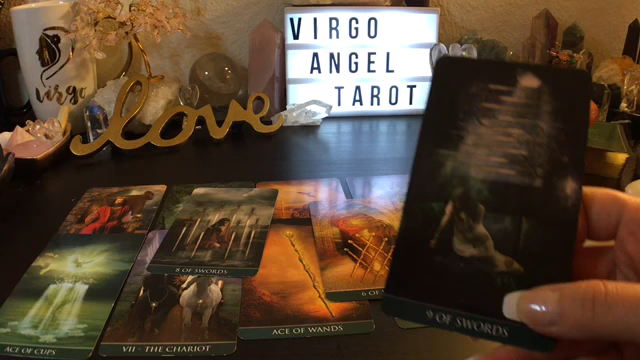 VIRGO
ANGEL
TAROT
virgo
love
8 OF SWORDS
6 OF
9 OF SWORDS
ACE OF CUPS
VII - THE CHARIOT
ACE OF WANDS